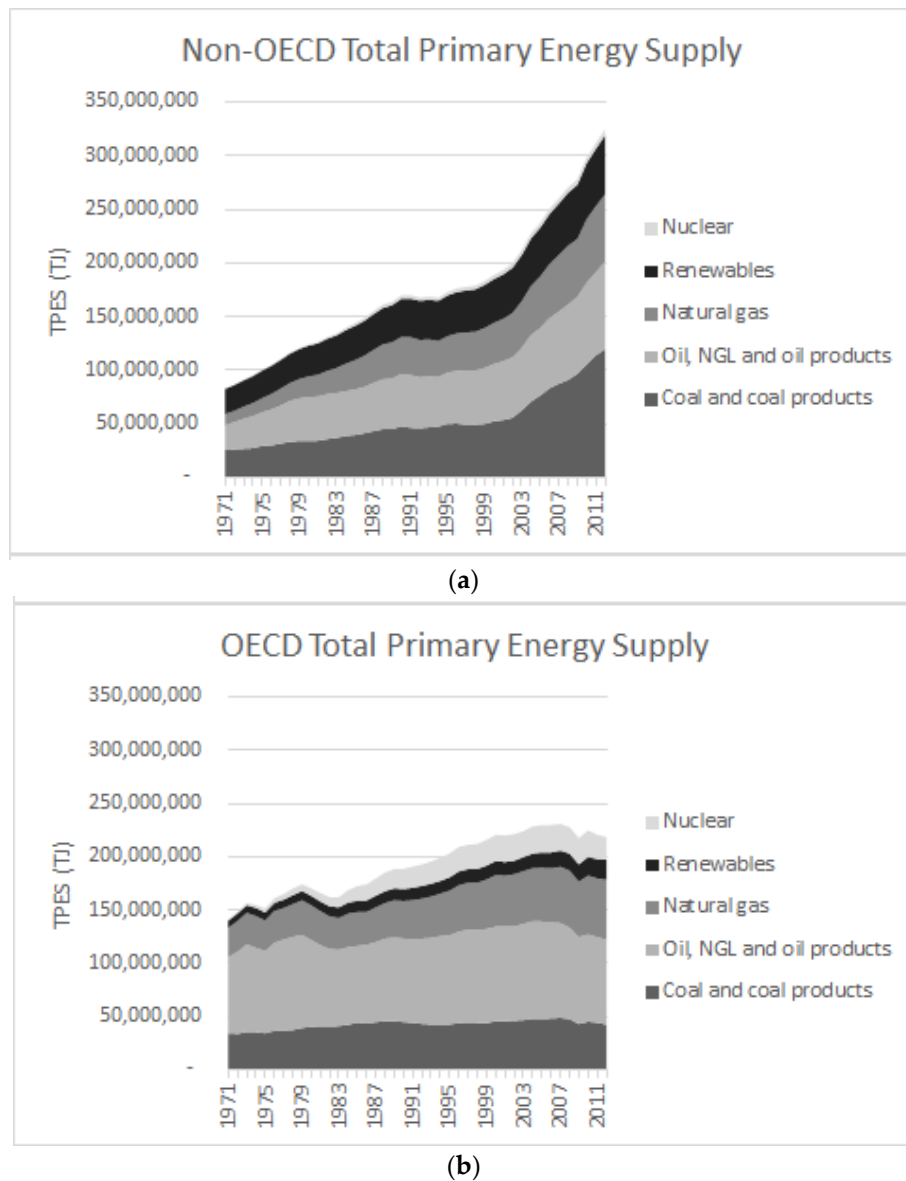 Non-OECD Total Primary Energy Supply
350,000,000
300,000,000
250,000,000
200,000,000
150,000,000
100,000,000
50,000,000
-
TPES (TJ)
1971
1975
1979
1983
1987
1991
1995
1999
2003
2007
2011
Nuclear
Renewables
Natural gas
Oil, NGL and oil products
Coal and coal products
(a)
OECD Total Primary Energy Supply
350,000,000
300,000,000
250,000,000
200,000,000
150,000,000
100,000,000
50,000,000
-
TPES (TJ)
1971
1975
1979
1983
1987
1991
1995
1999
2003
2007
2011
Nuclear
Renewables
Natural gas
Oil, NGL and oil products
Coal and coal products
(b)